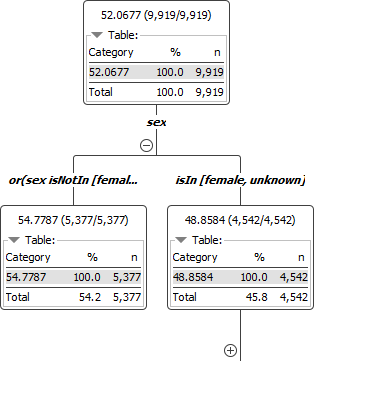 52.0677 (9,919/9,919)
Table:
Category % n
52.0677 100.0 9,919
Total 100.0 9,919
sex
or(sex isNotIn [femal... isIn [female, unknown]
54.7787 (5,377/5,377) 48.8584 (4,542/4,542)
Table: Table:
Category % n Category % n
54.7787 100.0 5,377 48.8584 100.0 4,542
Total 54.2 5,377 Total 45.8 4,542